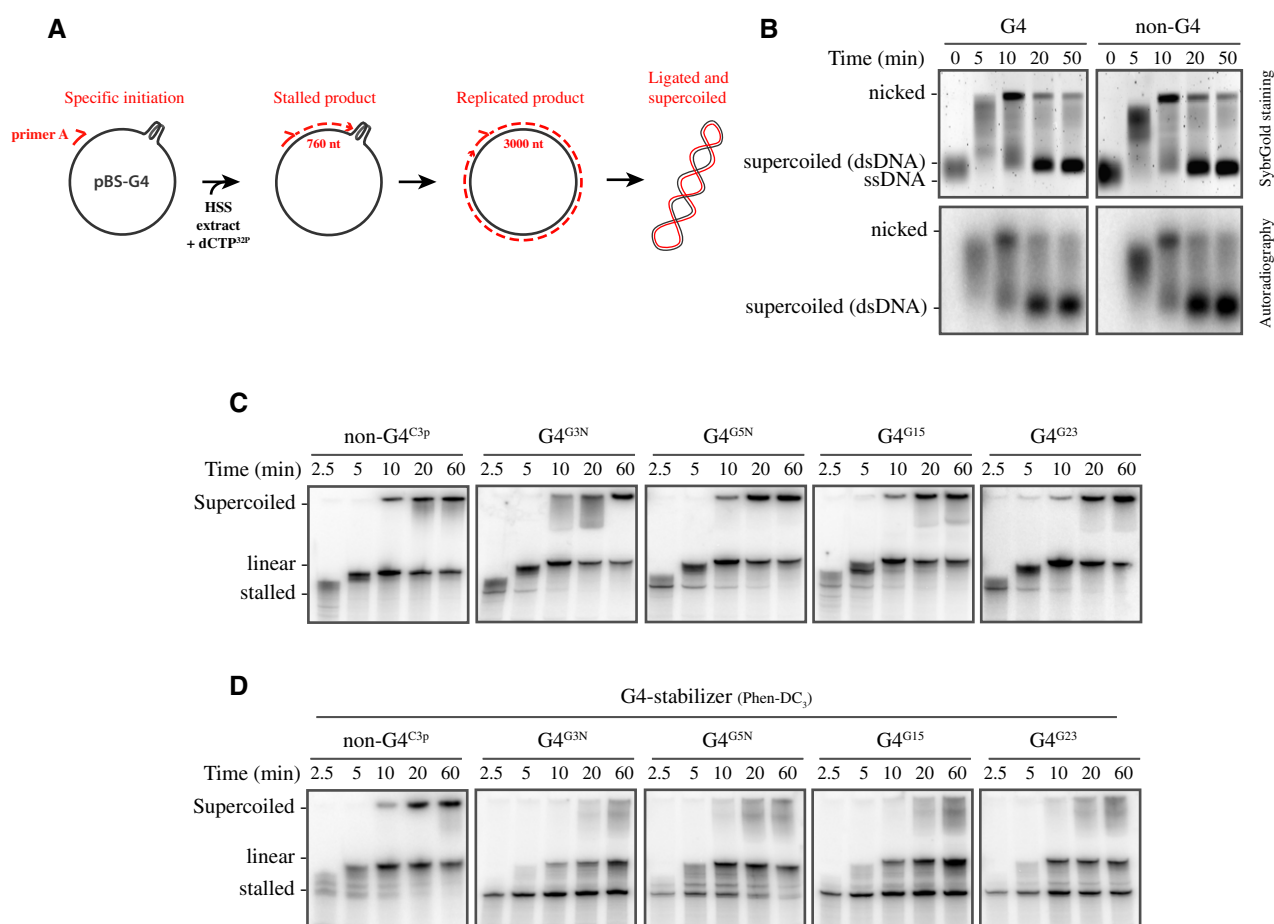 A
Specific initiation
primer A
pBS-G4
HSS
extract
+ dCTP³²ᴾ
Stalled product
760 nt
Replicated product
3000 nt
Ligated and
supercoiled
B
G4
non-G4
Time (min) 0 5 10 20 50 0 5 10 20 50
nicked
supercoiled (dsDNA)
ssDNA
SybrGold staining
nicked
supercoiled (dsDNA)
Autoradiography
C
non-G4ᶜ³ᵖ G4ᴳ³ᴺ G4ᴳ⁵ᴺ G4ᴳ¹⁵ G4ᴳ²³
Time (min) 2.5 5 10 20 60 2.5 5 10 20 60 2.5 5 10 20 60 2.5 5 10 20 60 2.5 5 10 20 60
Supercoiled
linear
stalled
D
G4-stabilizer (Phen-DC₃)
non-G4ᶜ³ᵖ G4ᴳ³ᴺ G4ᴳ⁵ᴺ G4ᴳ¹⁵ G4ᴳ²³
Time (min) 2.5 5 10 20 60 2.5 5 10 20 60 2.5 5 10 20 60 2.5 5 10 20 60 2.5 5 10 20 60
Supercoiled
linear
stalled